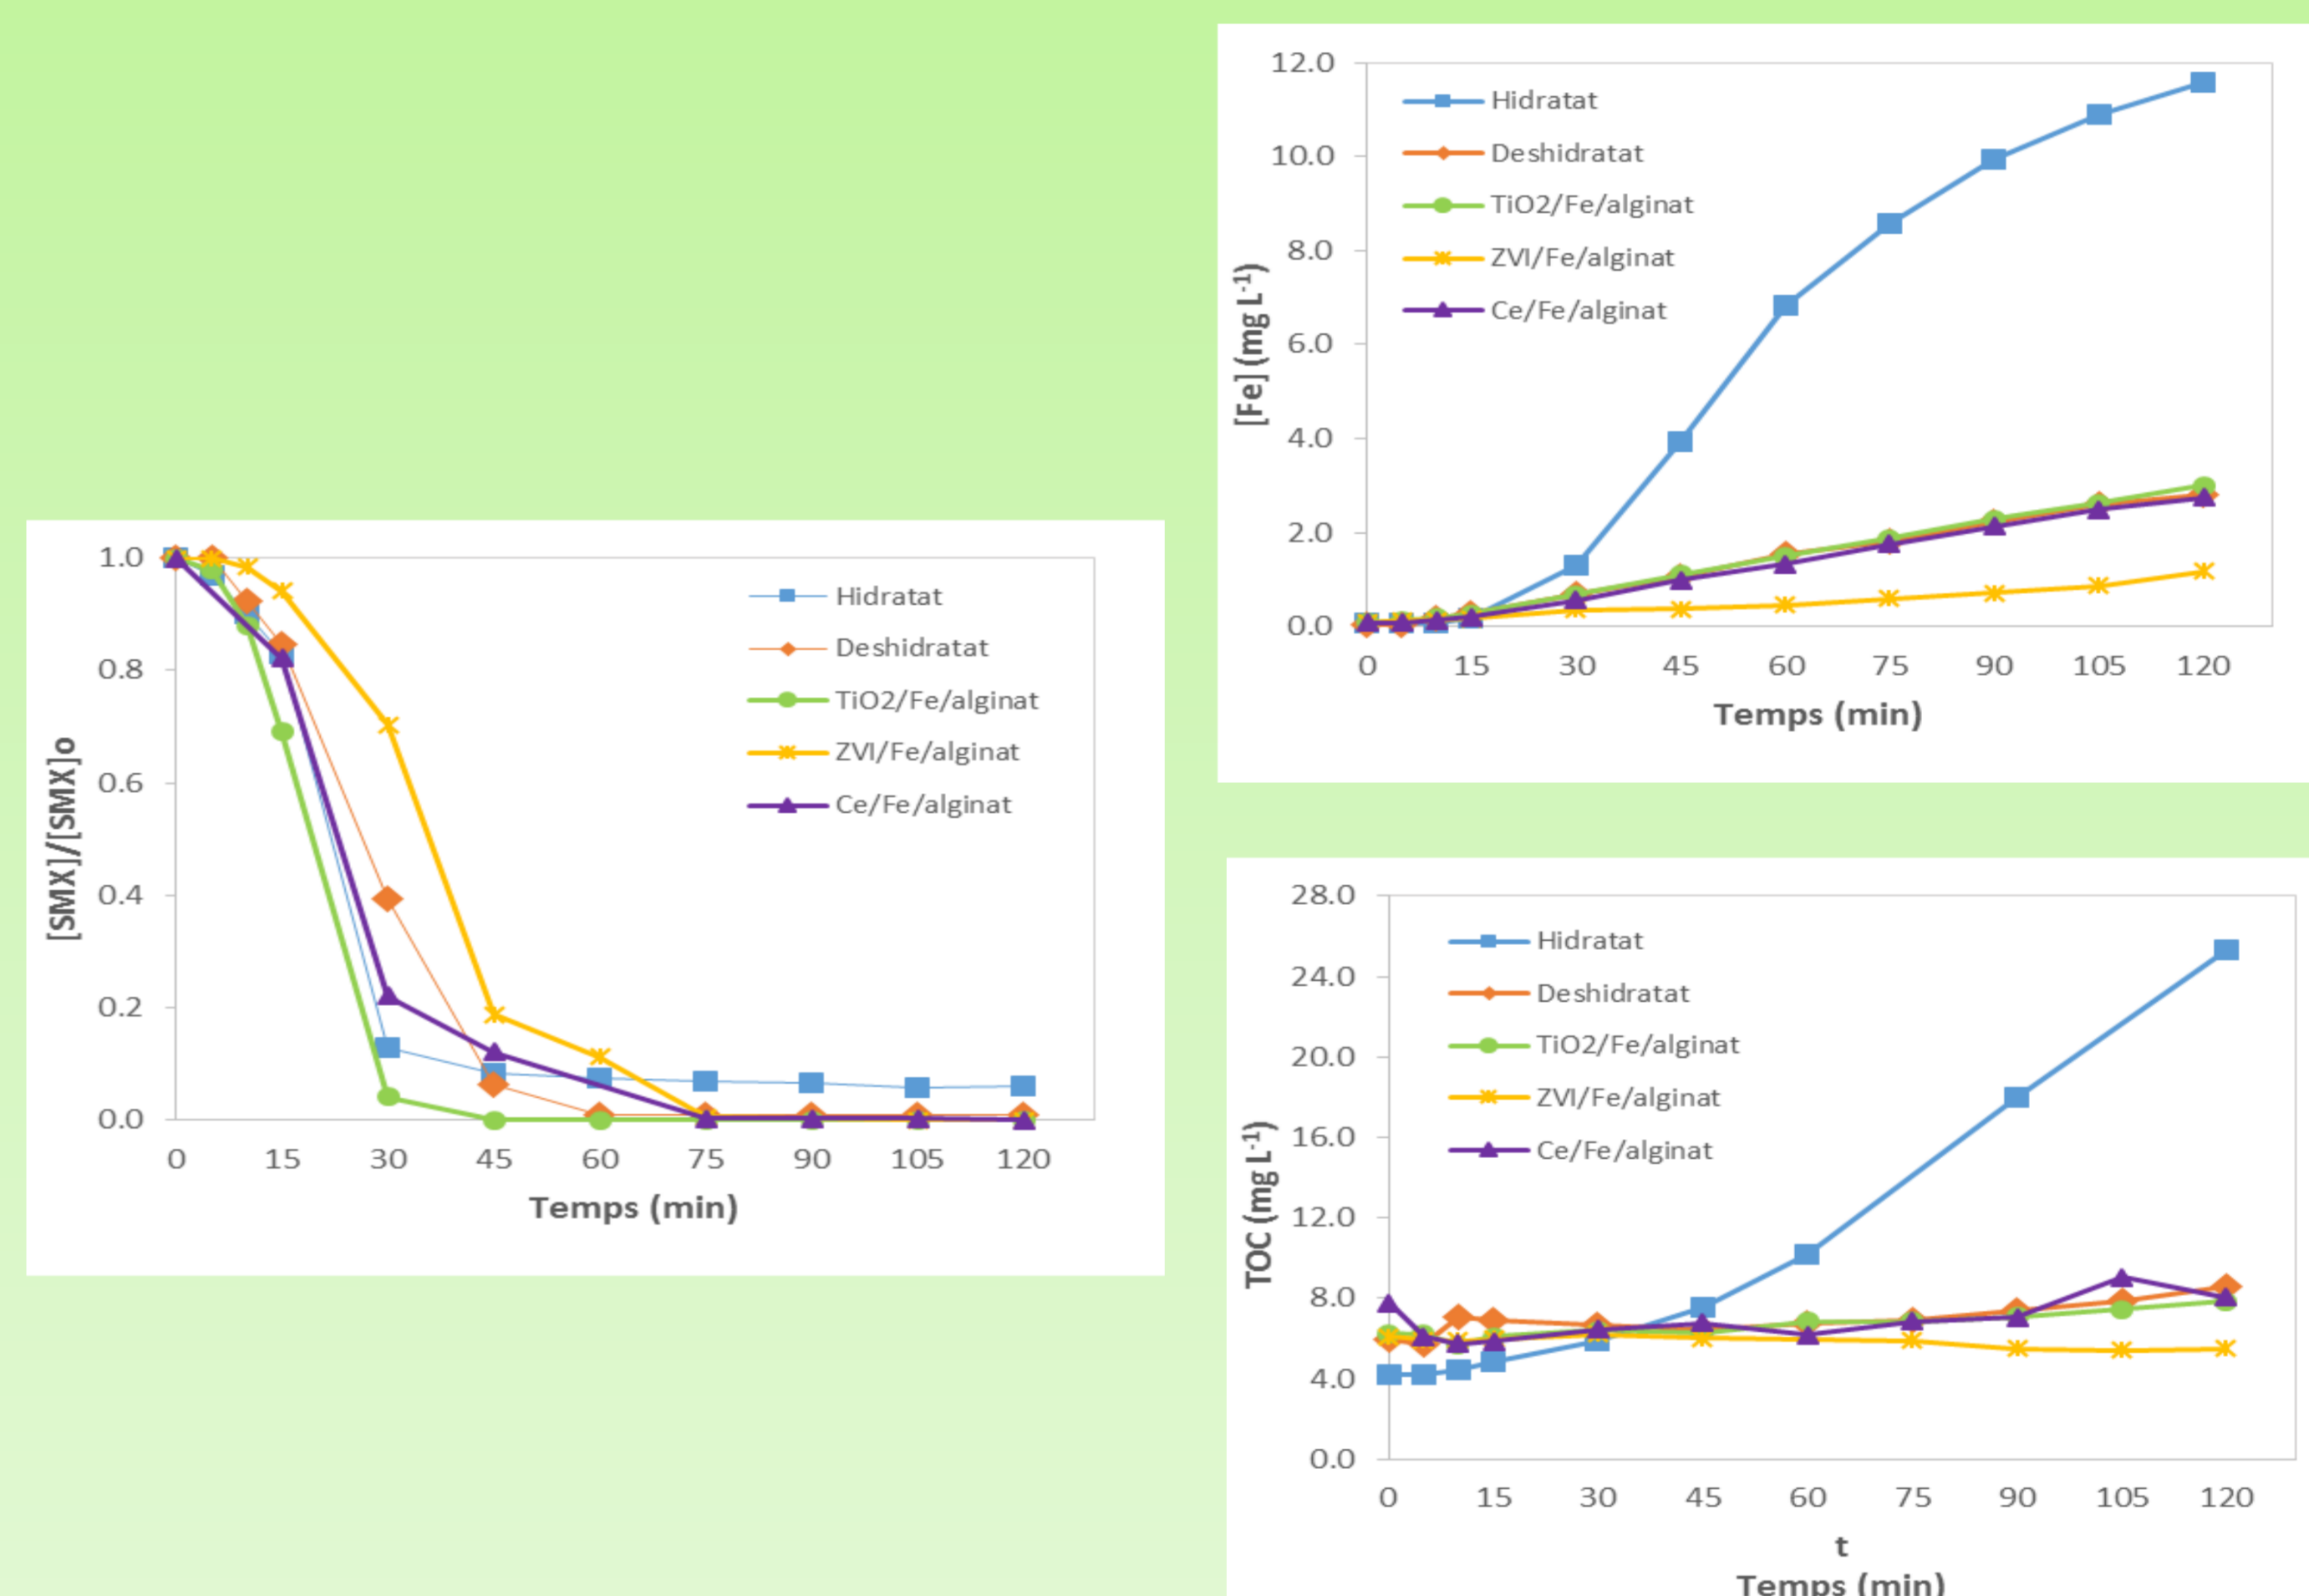 1.0
0.8
0.6
0.4
0.2
0.0
[SMX]/[SMX]o
Hidratat
Deshidratat
TiO2/Fe/alginat
ZVI/Fe/alginat
Ce/Fe/alginat
0 15 30 45 60 75 90 105 120
Temps (min)
12.0
10.0
8.0
6.0
4.0
2.0
0.0
[Fe] (mg L-1)
Hidratat
Deshidratat
TiO2/Fe/alginat
ZVI/Fe/alginat
Ce/Fe/alginat
0 15 30 45 60 75 90 105 120
Temps (min)
28.0
24.0
20.0
16.0
12.0
8.0
4.0
0.0
TOC (mg L-1)
Hidratat
Deshidratat
TiO2/Fe/alginat
ZVI/Fe/alginat
Ce/Fe/alginat
0 15 30 45 60 75 90 105 120
t
Temps (min)